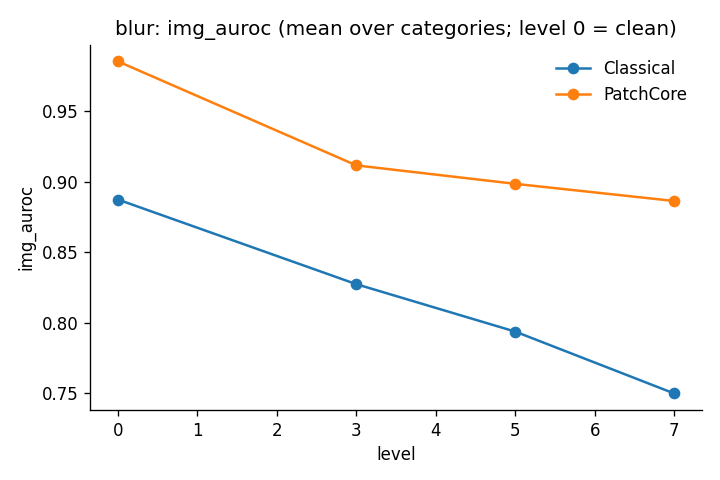 blur: img_auroc (mean over categories; level 0 = clean)
Classical
PatchCore
0.95
0.90
0.85
0.80
0.75
img_auroc
0 1 2 3 4 5 6 7
level